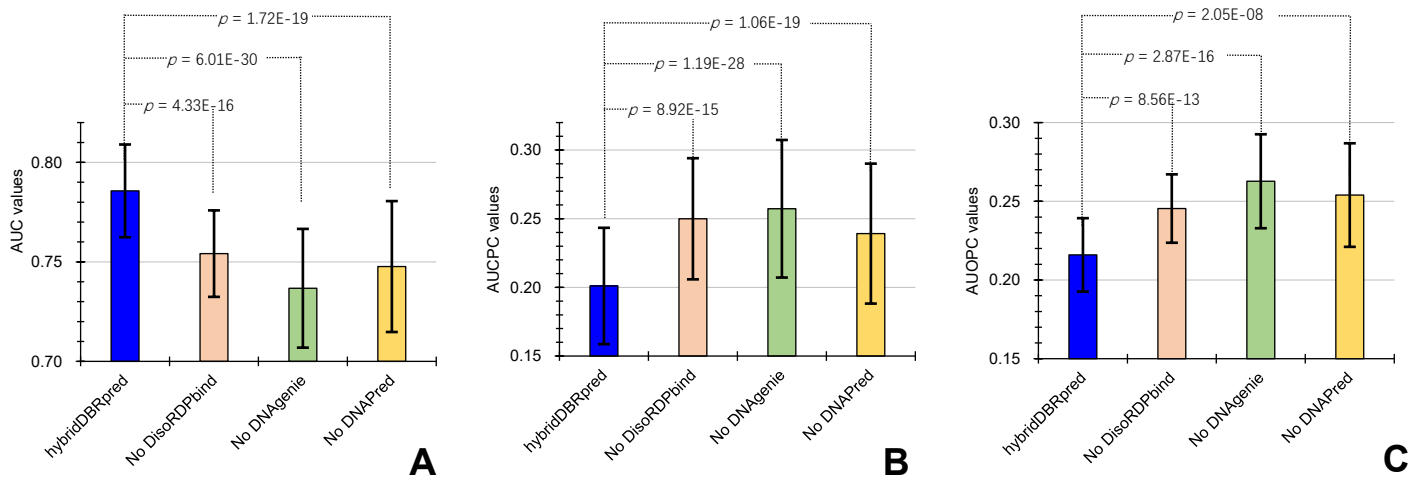 p = 1.72E-19
p = 6.01E-30
p = 4.33E-16
AUC values
0.80
0.75
0.70
hybridDBRpred
No DisoRDPbind
No DNAgenie
No DNAPred
A
p = 1.06E-19
p = 1.19E-28
p = 8.92E-15
AUCPC values
0.30
0.25
0.20
0.15
hybridDBRpred
No DisoRDPbind
No DNAgenie
No DNAPred
B
p = 2.05E-08
p = 2.87E-16
p = 8.56E-13
AUOPC values
0.30
0.25
0.20
0.15
hybridDBRpred
No DisoRDPbind
No DNAgenie
No DNAPred
C